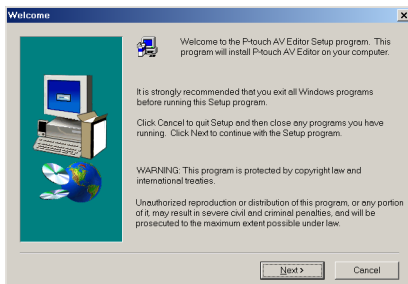 Welcome
Welcome to the P-touch AV Editor Setup program. This
program will install P-touch AV Editor on your computer.
It is strongly recommended that you exit all Windows programs
before running this Setup program.
Click Cancel to quit Setup and then close any programs you have
running. Click Next to continue with the Setup program.
WARNING: This program is protected by copyright law and
international treaties.
Unauthorized reproduction or distribution of this program, or any portion
of it, may result in severe civil and criminal penalties, and will be
prosecuted to the maximum extent possible under law.
Next >
Cancel